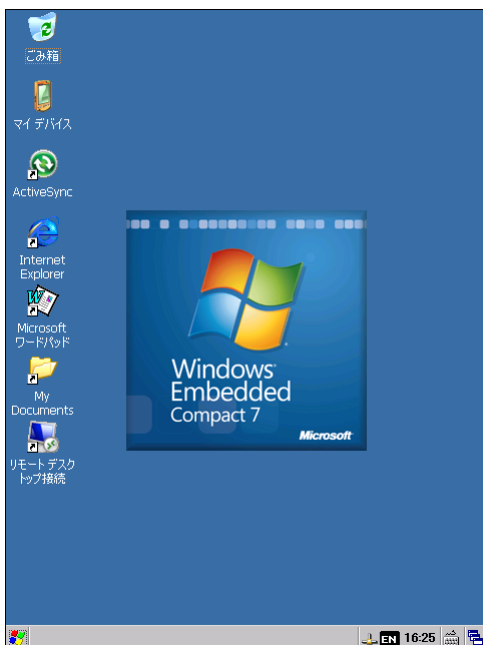 ごみ箱
マイ デバイス
ActiveSync
Internet
Explorer
Microsoft
ワードパッド
My
Documents
リモート デスク
トップ接続
Windows
Embedded
Compact 7
Microsoft
EN 16:25